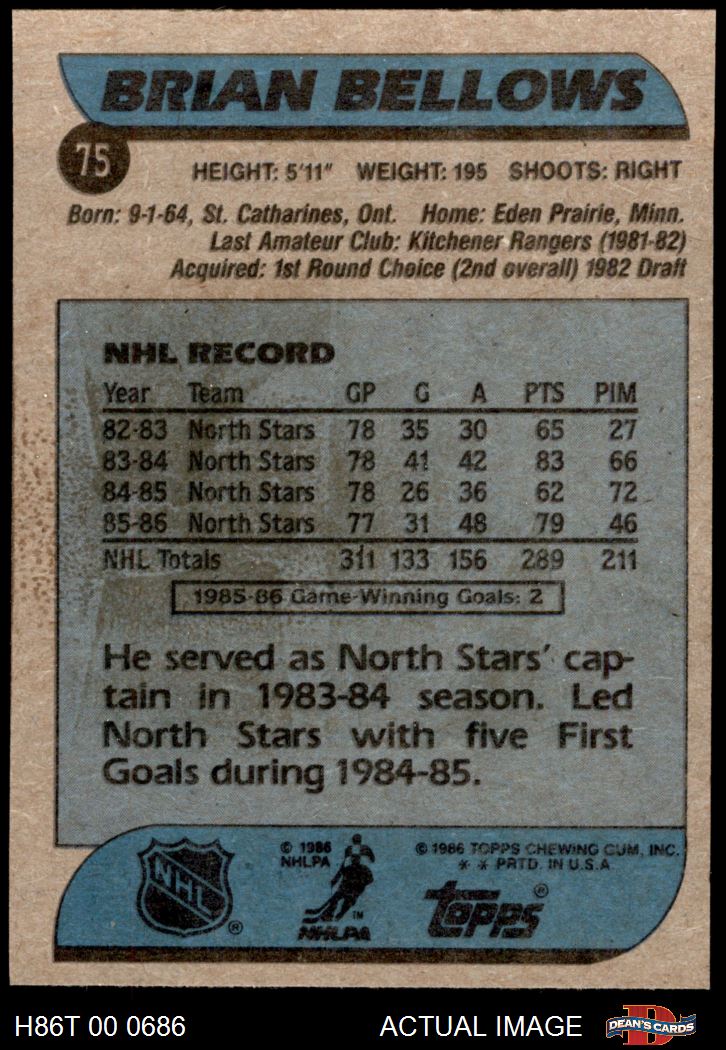 BRIAN BELLOWS
75
HEIGHT: 5'11" WEIGHT: 195 SHOOTS: RIGHT
Born: 9-1-64, St. Catharines, Ont. Home: Eden Prairie, Minn.
Last Amateur Club: Kitchener Rangers (1981-82)
Acquired: 1st Round Choice (2nd overall) 1982 Draft
NHL RECORD
Year Team GP G A PTS PIM
82-83 North Stars 78 35 30 65 27
83-84 North Stars 78 41 42 83 66
84-85 North Stars 78 26 36 62 72
85-86 North Stars 77 31 48 79 46
NHL Totals 311 133 156 289 211
1985-86 Game-Winning Goals: 2
He served as North Stars' cap-
tain in 1983-84 season. Led
North Stars with five First
Goals during 1984-85.
NHL ®
© 1986
NHLPA
TM
NHLPA
© 1986 TOPPS CHEWING GUM, INC.
* * PRTD. IN U.S.A.
topps ®
H86T 00 0686 ACTUAL IMAGE
D
DEAN'S CARDS